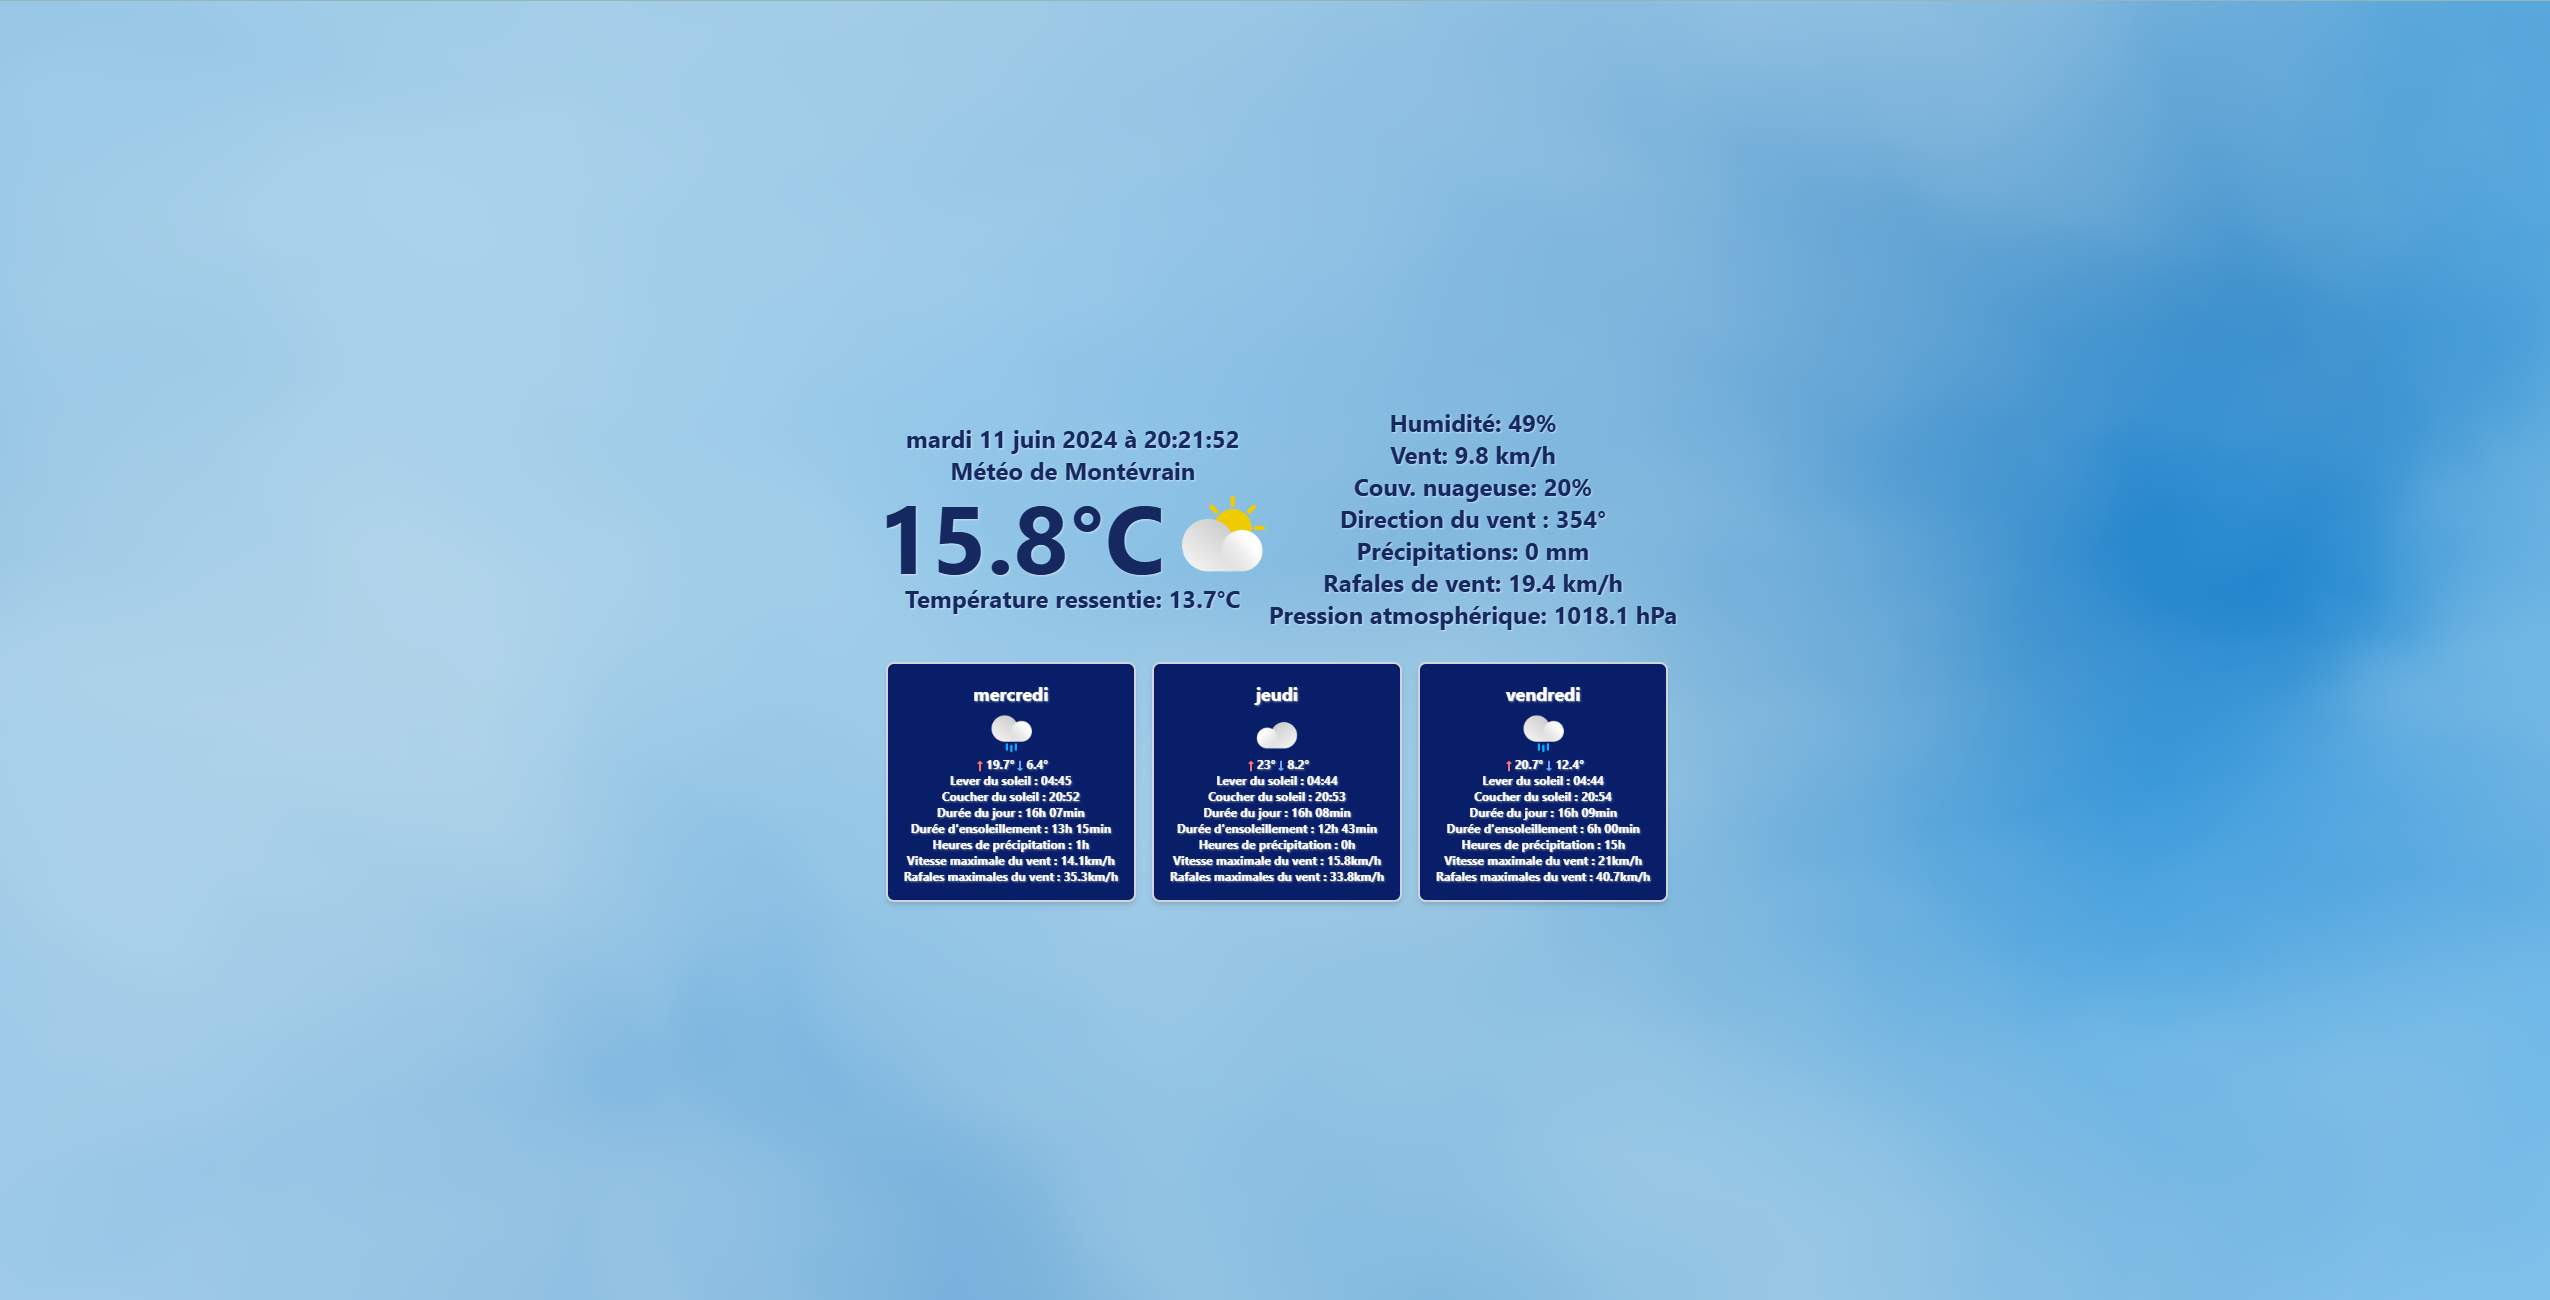 mardi 11 juin 2024 à 20:21:52
Météo de Montévrain
15.8°C
Température ressentie: 13.7°C
Humidité: 49%
Vent: 9.8 km/h
Couv. nuageuse: 20%
Direction du vent : 354°
Précipitations: 0 mm
Rafales de vent: 19.4 km/h
Pression atmosphérique: 1018.1 hPa
mercredi
↑ 19.7° ↓ 6.4°
Lever du soleil : 04:45
Coucher du soleil : 20:52
Durée du jour : 16h 07min
Durée d'ensoleillement : 13h 15min
Heures de précipitation : 1h
Vitesse maximale du vent : 14.1km/h
Rafales maximales du vent : 35.3km/h
jeudi
↑ 23° ↓ 8.2°
Lever du soleil : 04:44
Coucher du soleil : 20:53
Durée du jour : 16h 08min
Durée d'ensoleillement : 12h 43min
Heures de précipitation : 0h
Vitesse maximale du vent : 15.8km/h
Rafales maximales du vent : 33.8km/h
vendredi
↑ 20.7° ↓ 12.4°
Lever du soleil : 04:44
Coucher du soleil : 20:54
Durée du jour : 16h 09min
Durée d'ensoleillement : 6h 00min
Heures de précipitation : 15h
Vitesse maximale du vent : 21km/h
Rafales maximales du vent : 40.7km/h